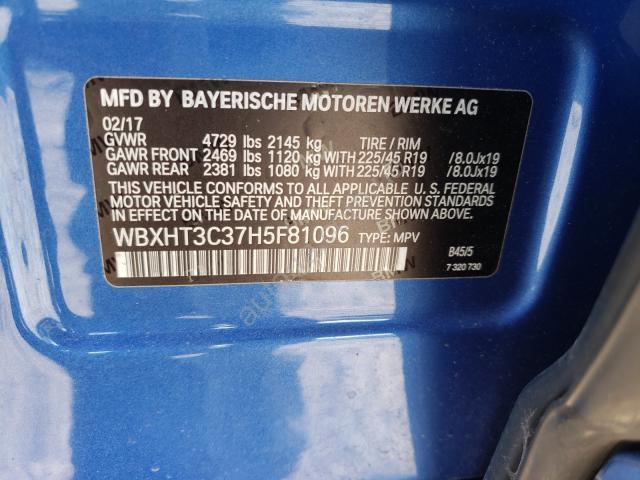 MFD BY BAYERISCHE MOTOREN WERKE AG
02/17
GVWR 4729 lbs 2145 kg TIRE / RIM
GAWR FRONT 2469 lbs 1120 kg WITH 225/45 R19 /8.0Jx19
GAWR REAR 2381 lbs 1080 kg WITH 225/45 R19 /8.0Jx19
THIS VEHICLE CONFORMS TO ALL APPLICABLE U. S. FEDERAL
MOTOR VEHICLE SAFETY AND THEFT PREVENTION STANDARDS
IN EFFECT ON THE DATE OF MANUFACTURE SHOWN ABOVE.
WBXHT3C37H5F81096 TYPE: MPV
B45/5
7 320 730